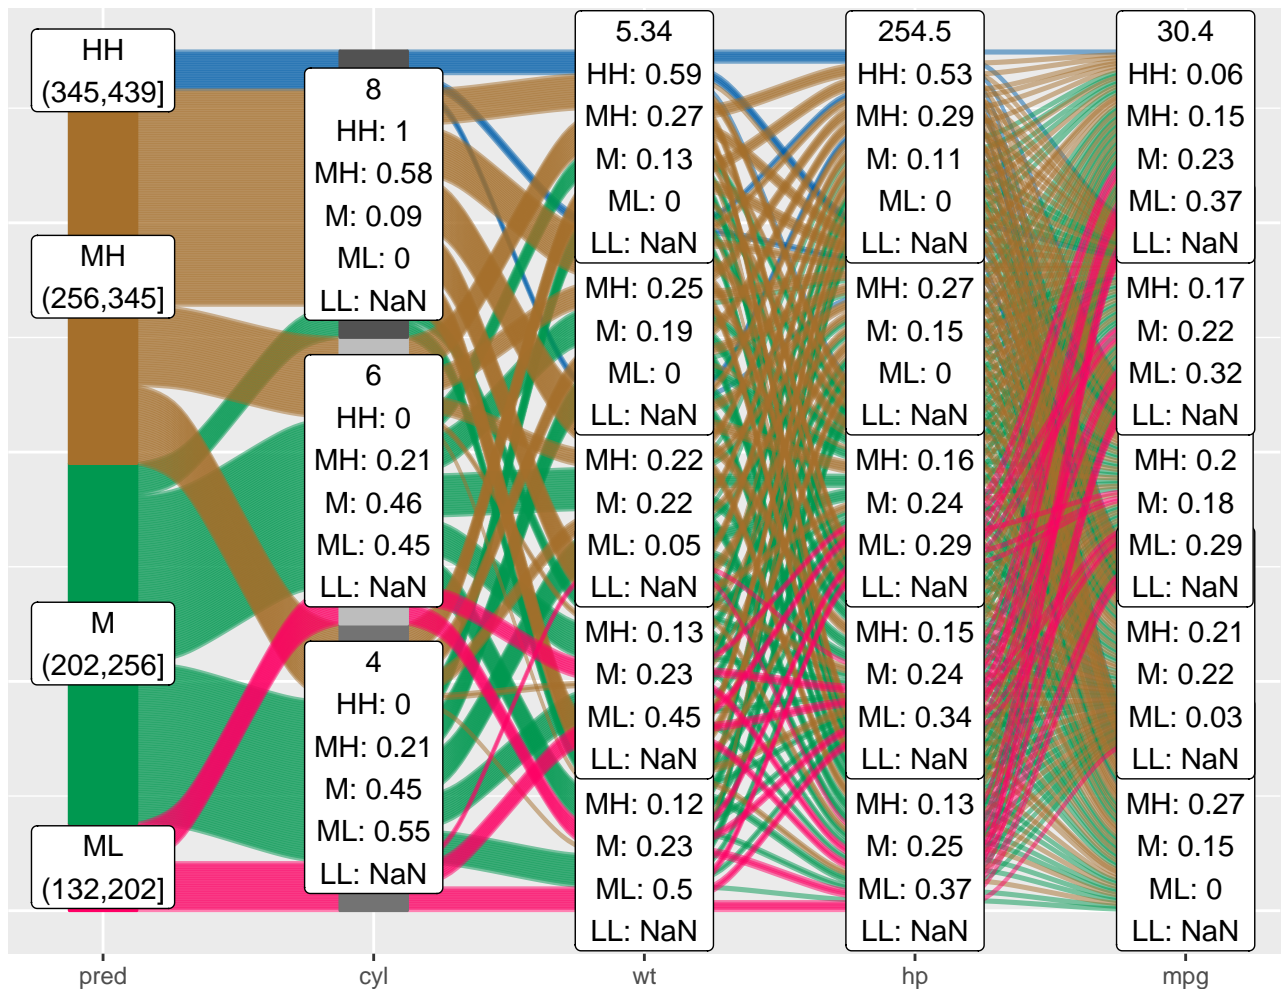 HH
(345,439]
MH
(256,345]
M
(202,256]
ML
(132,202]
8
HH: 1
MH: 0.58
M: 0.09
ML: 0
LL: NaN
6
HH: 0
MH: 0.21
M: 0.46
ML: 0.45
LL: NaN
4
HH: 0
MH: 0.21
M: 0.45
ML: 0.55
LL: NaN
5.34
HH: 0.59
MH: 0.27
M: 0.13
ML: 0
LL: NaN
MH: 0.25
M: 0.19
ML: 0
LL: NaN
MH: 0.22
M: 0.22
ML: 0.05
LL: NaN
MH: 0.13
M: 0.23
ML: 0.45
LL: NaN
MH: 0.12
M: 0.23
ML: 0.5
LL: NaN
254.5
HH: 0.53
MH: 0.29
M: 0.11
ML: 0
LL: NaN
MH: 0.27
M: 0.15
ML: 0
LL: NaN
MH: 0.16
M: 0.24
ML: 0.29
LL: NaN
MH: 0.15
M: 0.24
ML: 0.34
LL: NaN
MH: 0.13
M: 0.25
ML: 0.37
LL: NaN
30.4
HH: 0.06
MH: 0.15
M: 0.23
ML: 0.37
LL: NaN
MH: 0.17
M: 0.22
ML: 0.32
LL: NaN
MH: 0.2
M: 0.18
ML: 0.29
LL: NaN
MH: 0.21
M: 0.22
ML: 0.03
LL: NaN
MH: 0.27
M: 0.15
ML: 0
LL: NaN
pred
cyl
wt
hp
mpg